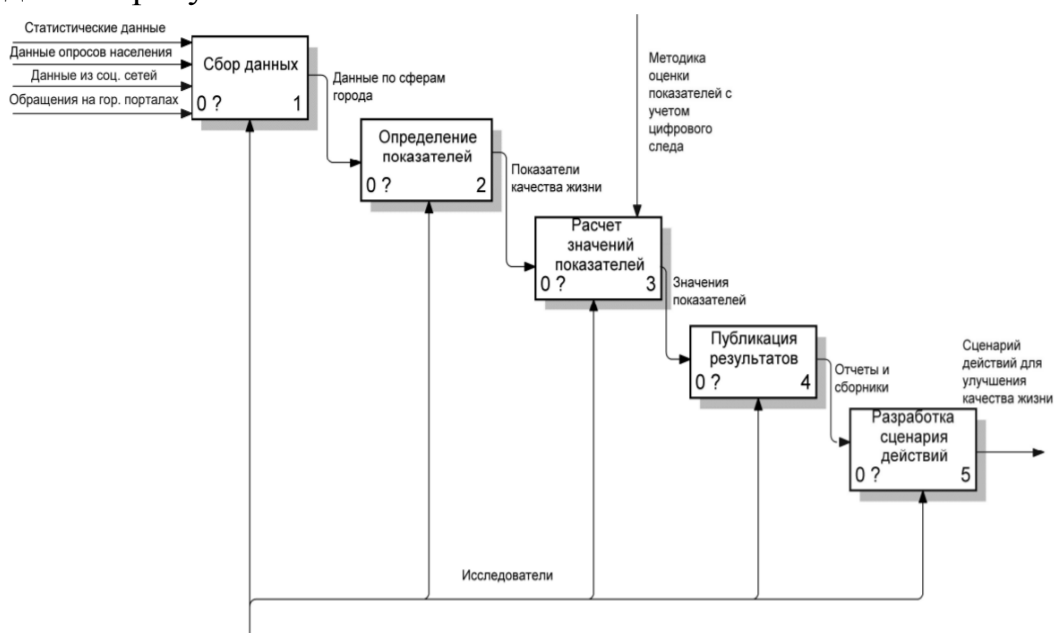 Статистические данные
Данные опросов населения
Данные из соц. сетей
Обращения на гор. порталах
Сбор данных
0 ? 1
Данные по сферам
города
Методика
оценки
показателей с
учетом
цифрового
следа
Определение
показателей
0 ? 2
Показатели
качества жизни
Расчет
значений
показателей
0 ? 3
Значения
показателей
Публикация
результатов
0 ? 4
Отчеты и
сборники
Сценарий
действий для
улучшения
качества жизни
Разработка
сценария
действий
0 ? 5
Исследователи